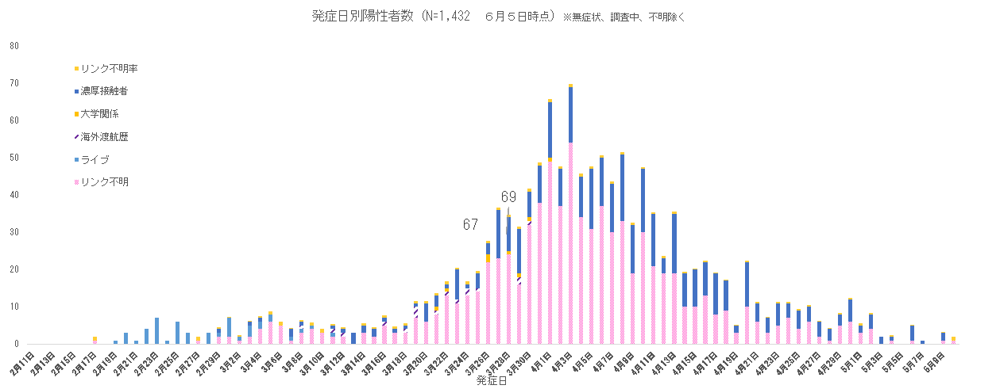 発症日別陽性者数（N=1,432　６月５日時点）※無症状、調査中、不明除く
80
70
60
50
40
30
20
10
0
リンク不明率
濃厚接触者
大学関係
海外渡航歴
ライブ
リンク不明
67
69
2月11日
2月13日
2月15日
2月17日
2月19日
2月21日
2月23日
2月25日
2月27日
2月29日
3月2日
3月4日
3月6日
3月8日
3月10日
3月12日
3月14日
3月16日
3月18日
3月20日
3月22日
3月24日
3月26日
3月28日
3月30日
4月1日
4月3日
4月5日
4月7日
4月9日
4月11日
4月13日
4月15日
4月17日
4月19日
4月21日
4月23日
4月25日
4月27日
4月29日
5月1日
5月3日
5月5日
5月7日
発症日